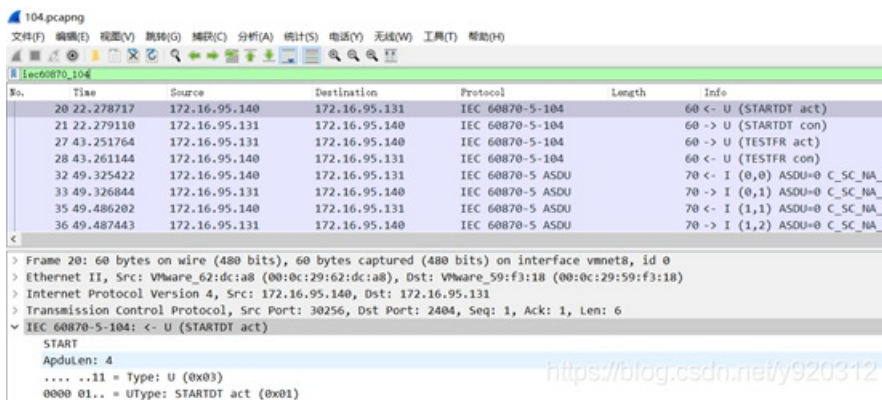 104.pcapng
文件(F) 编辑(E) 视图(V) 跳转(G) 捕获(C) 分析(A) 统计(S) 电话(Y) 无线(W) 工具(T) 帮助(H)
iec60870_104
No. Time Source Destination Protocol Length Info
20 22.278717 172.16.95.140 172.16.95.131 IEC 60870-5-104 60 <- U (STARTDT act)
21 22.279110 172.16.95.131 172.16.95.140 IEC 60870-5-104 60 -> U (STARTDT con)
27 43.251764 172.16.95.131 172.16.95.140 IEC 60870-5-104 60 -> U (TESTFR act)
28 43.261144 172.16.95.140 172.16.95.131 IEC 60870-5-104 60 <- U (TESTFR con)
32 49.325422 172.16.95.140 172.16.95.131 IEC 60870-5 ASDU 70 <- I (0,0) ASDU=0 C_SC_NA_
33 49.326844 172.16.95.131 172.16.95.140 IEC 60870-5 ASDU 70 -> I (0,1) ASDU=0 C_SC_NA_
35 49.486202 172.16.95.140 172.16.95.131 IEC 60870-5 ASDU 70 <- I (1,1) ASDU=0 C_SC_NA_
36 49.487443 172.16.95.131 172.16.95.140 IEC 60870-5 ASDU 70 -> I (1,2) ASDU=0 C_SC_NA_
> Frame 20: 60 bytes on wire (480 bits), 60 bytes captured (480 bits) on interface vmnet8, id 0
> Ethernet II, Src: VMware_62:dc:a8 (00:0c:29:62:dc:a8), Dst: VMware_59:f3:18 (00:0c:29:59:f3:18)
> Internet Protocol Version 4, Src: 172.16.95.140, Dst: 172.16.95.131
> Transmission Control Protocol, Src Port: 30256, Dst Port: 2404, Seq: 1, Ack: 1, Len: 6
IEC 60870-5-104: <- U (STARTDT act)
START
ApduLen: 4
.... ..11 = Type: U (0x03)
0000 01.. = UType: STARTDT act (0x01)
https://blog.csdn.net/y920312